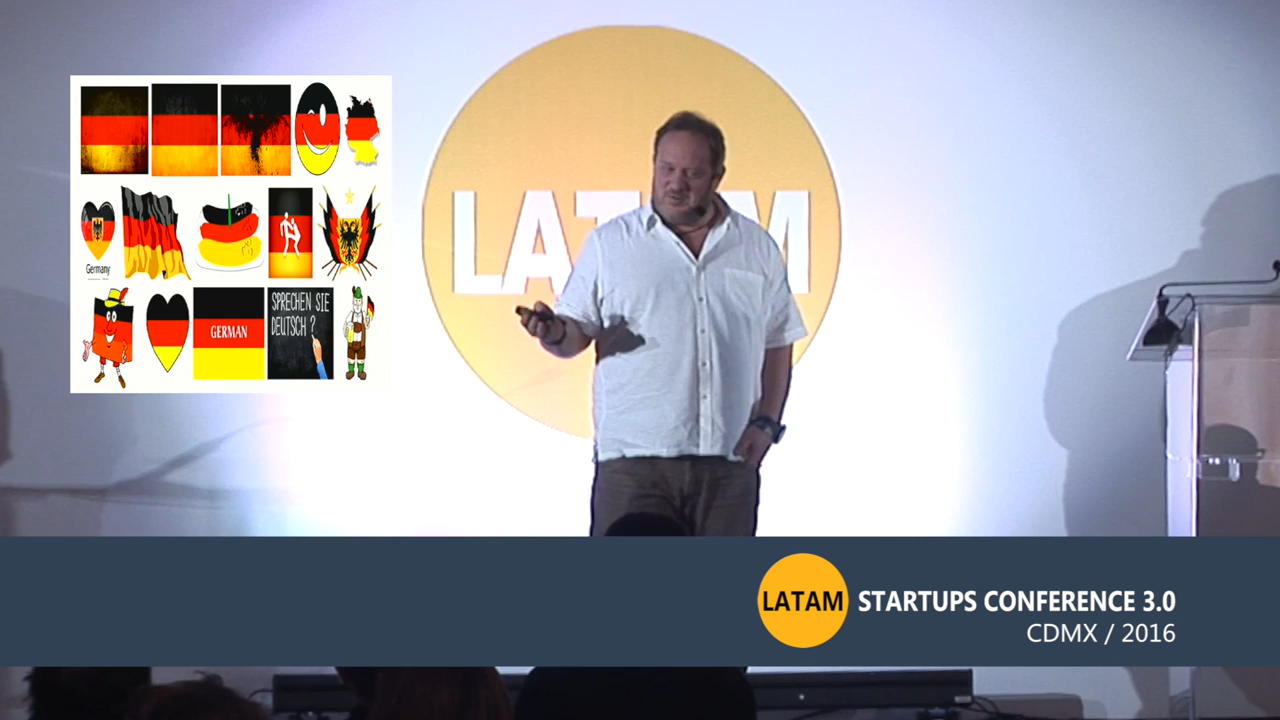 LATAM
Germany
GERMAN
SPRECHEN SIE
DEUTSCH ?
LATAM
STARTUPS CONFERENCE 3.0
CDMX / 2016